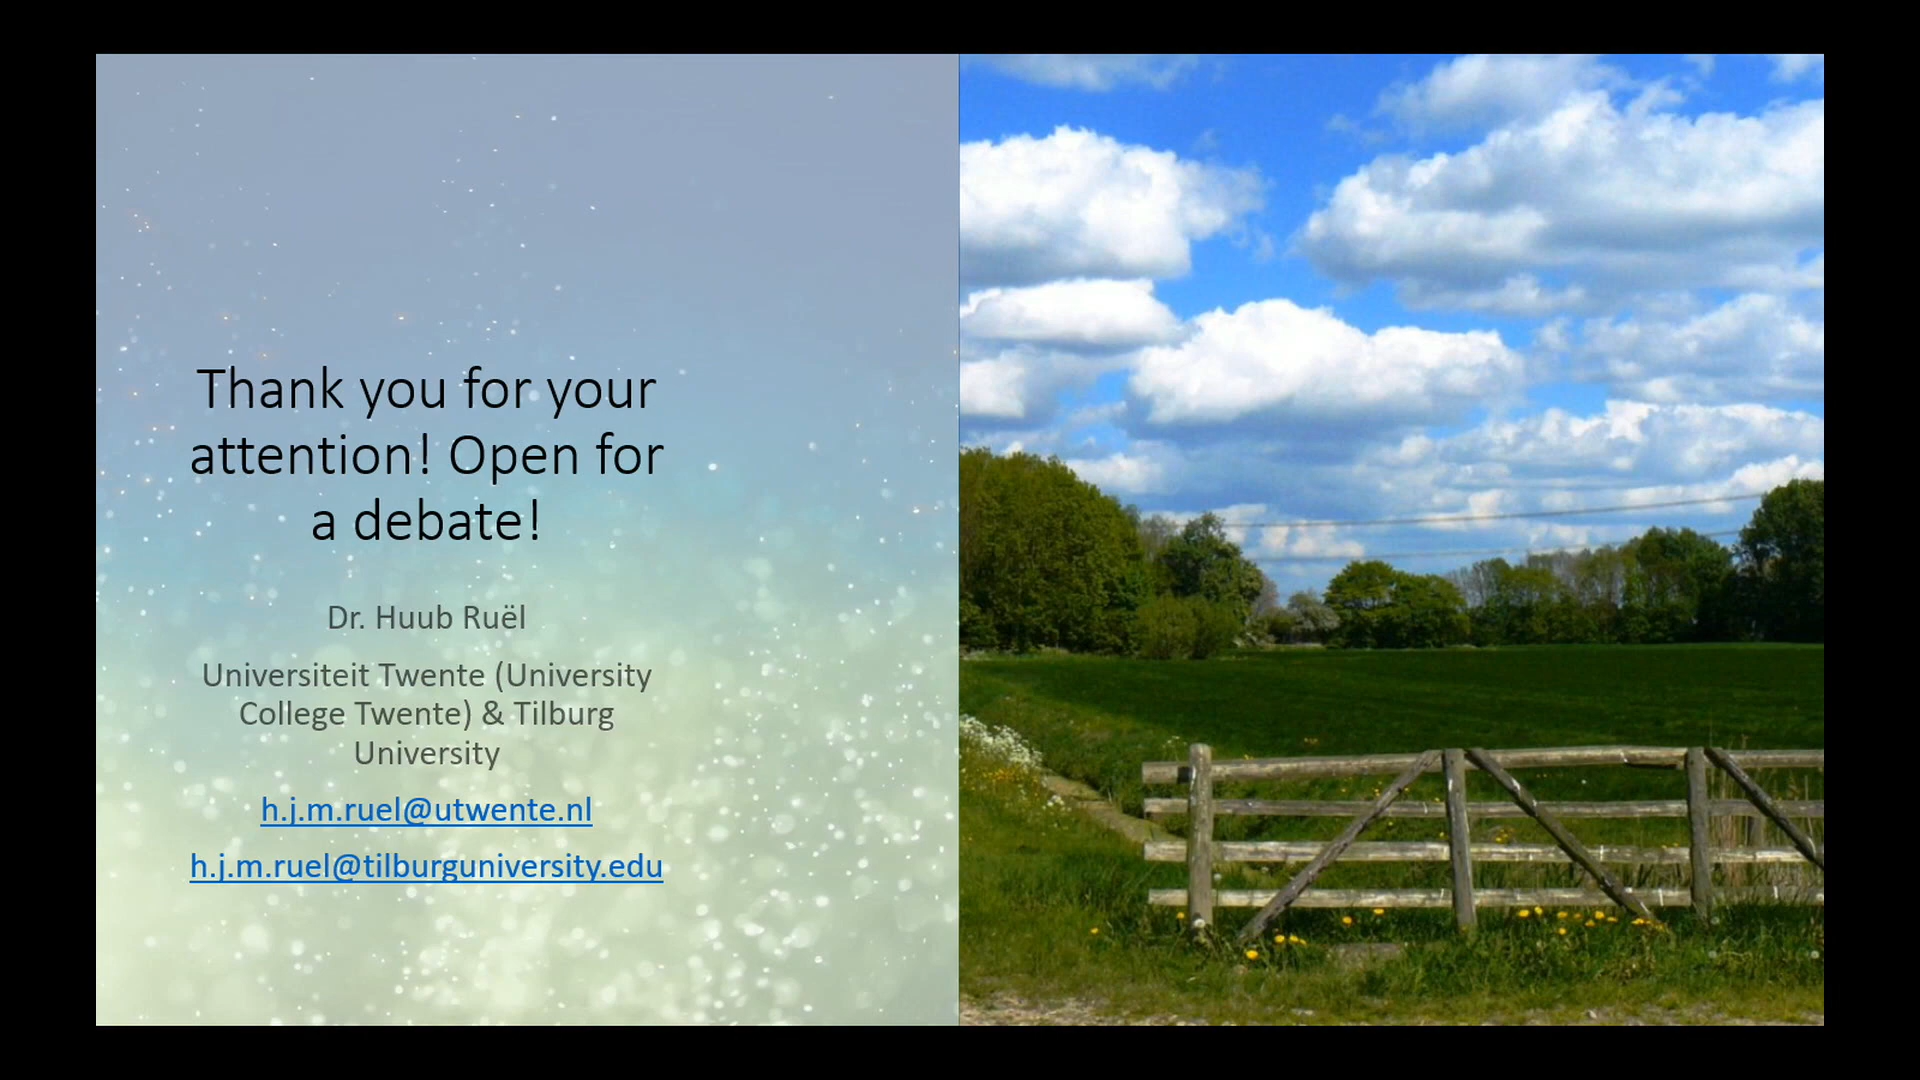 Thank you for your
attention! Open for
a debate!
Dr. Huub Ruël
Universiteit Twente (University
College Twente) & Tilburg
University
h.j.m.ruel@utwente.nl
h.j.m.ruel@tilburguniversity.edu